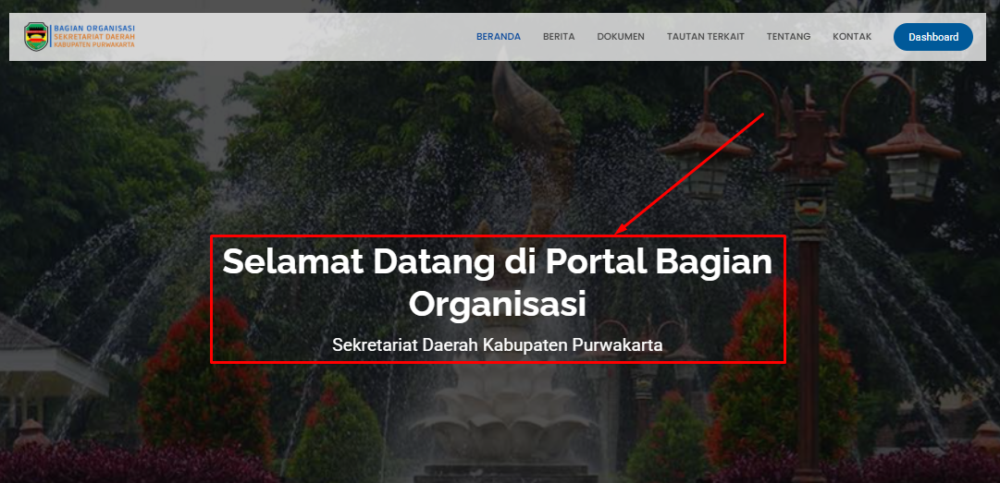 BAGIAN ORGANISASI
SEKRETARIAT DAERAH
KABUPATEN PURWAKARTA
BERANDA BERITA DOKUMEN TAUTAN TERKAIT TENTANG KONTAK Dashboard
Selamat Datang di Portal Bagian
Organisasi
Sekretariat Daerah Kabupaten Purwakarta